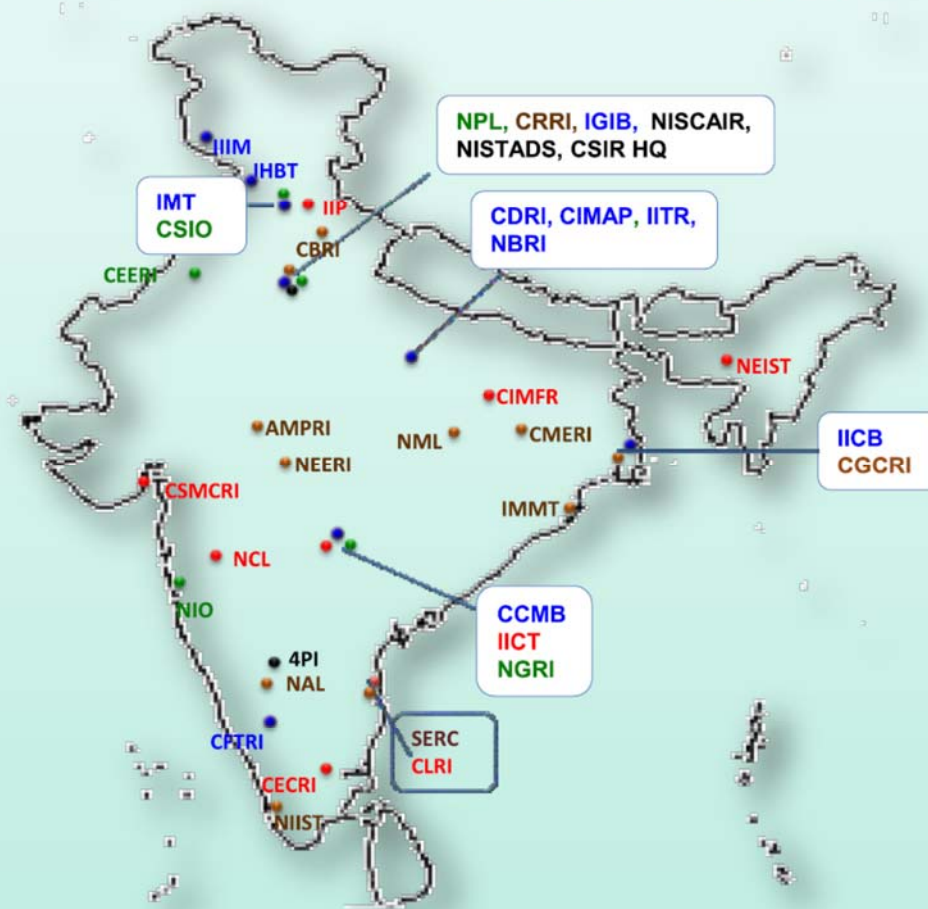 NPL, CRRI, IGIB, NISCAIR,
NISTADS, CSIR HQ
IIIM
IHBT
IMT
CSIO
IIP
CDRI, CIMAP, IITR,
NBRI
CBRI
CEERI
NEIST
CIMFR
AMPRI
NML
CMERI
IICB
CGCRI
NEERI
CSMCRI
IMMT
NCL
NIO
CCMB
IICT
NGRI
4PI
NAL
SERC
CLRI
CFTRI
CECRI
NIIST